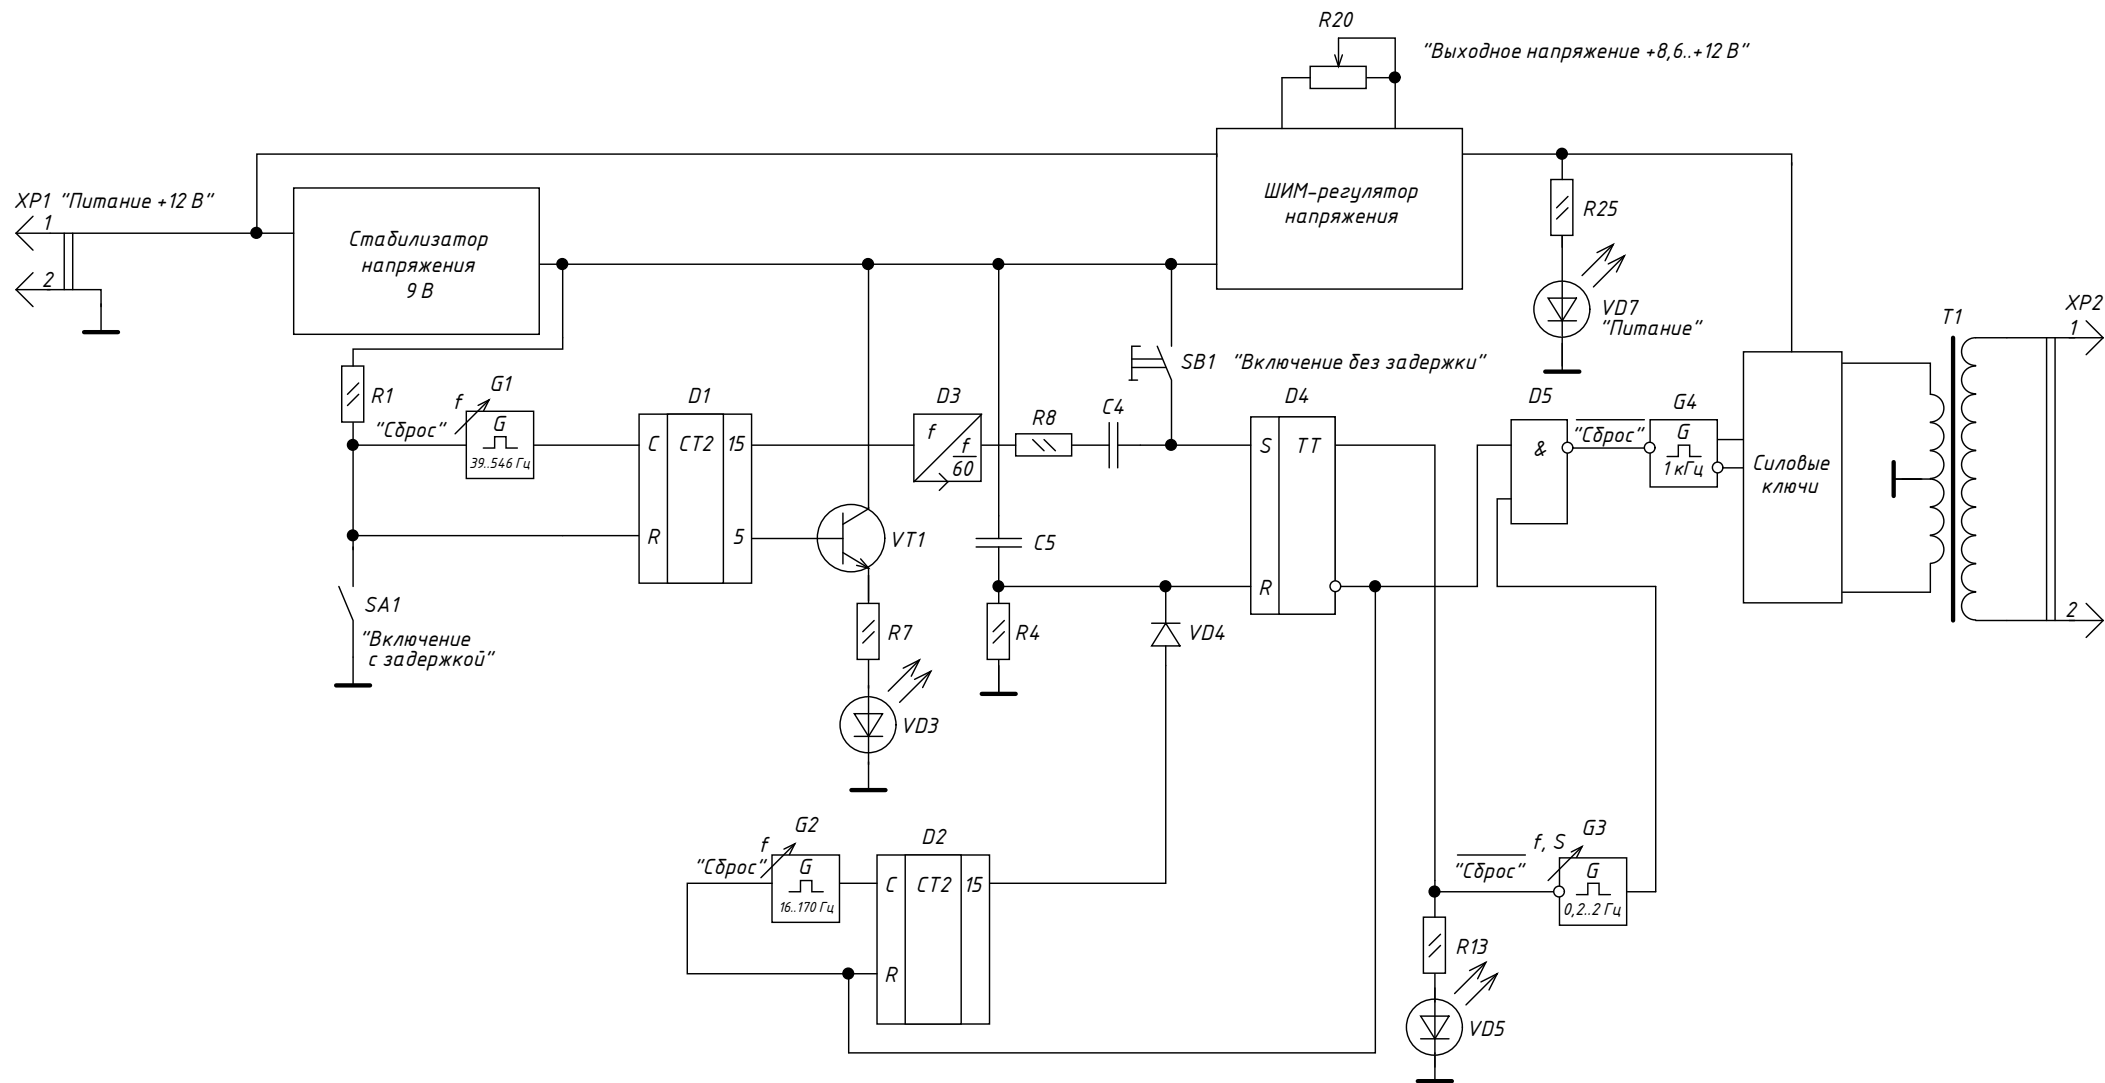 R20
"Выходное напряжение +8,6..+12 В"
XP1 "Питание +12 В"
1
2
Стабилизатор
напряжения
9 В
ШИМ-регулятор
напряжения
R25
VD7
"Питание"
T1
XP2
1
2
R1
"Сброс"
f
G1
G
39..546 Гц
D1
C
CT2
15
R
5
D3
f
f
60
R8
C4
SB1 "Включение без задержки"
D4
S
TT
R
D5
&
"Сброс"
G4
G
1 кГц
Силовые
ключи
SA1
"Включение
с задержкой"
VT1
R7
VD3
C5
R4
VD4
"Сброс"
f
G2
G
16..170 Гц
D2
C
CT2
15
R
f, S
G3
"Сброс"
G
0,2..2 Гц
R13
VD5